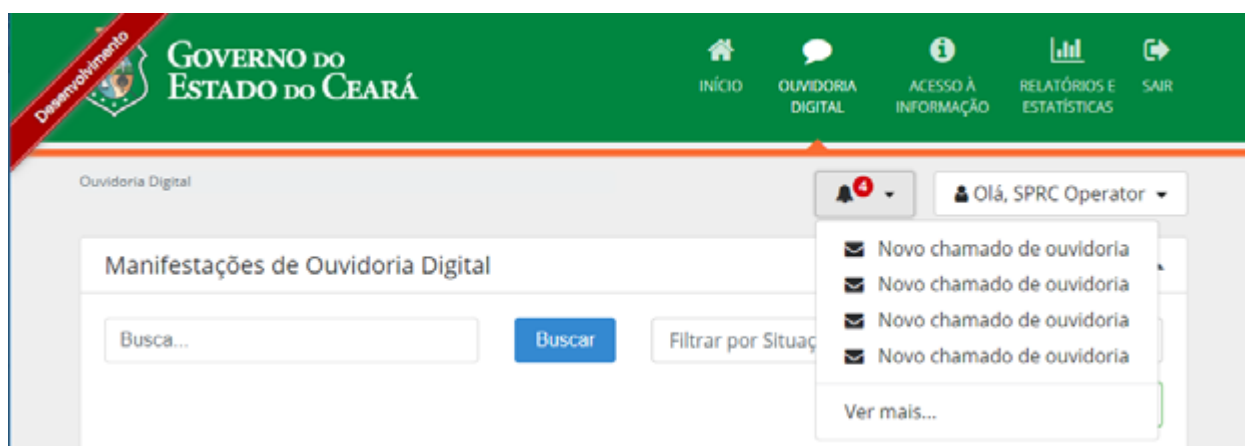 Desenvolvimento
GOVERNO DO
ESTADO DO CEARÁ
INÍCIO
OUVIDORIA
DIGITAL
ACESSO À
INFORMAÇÃO
RELATÓRIOS E
ESTATÍSTICAS
SAIR
Ouvidoria Digital
4
Olá, SPRC Operator
Manifestações de Ouvidoria Digital
Novo chamado de ouvidoria
Novo chamado de ouvidoria
Novo chamado de ouvidoria
Novo chamado de ouvidoria
Ver mais...
Busca...
Buscar
Filtrar por